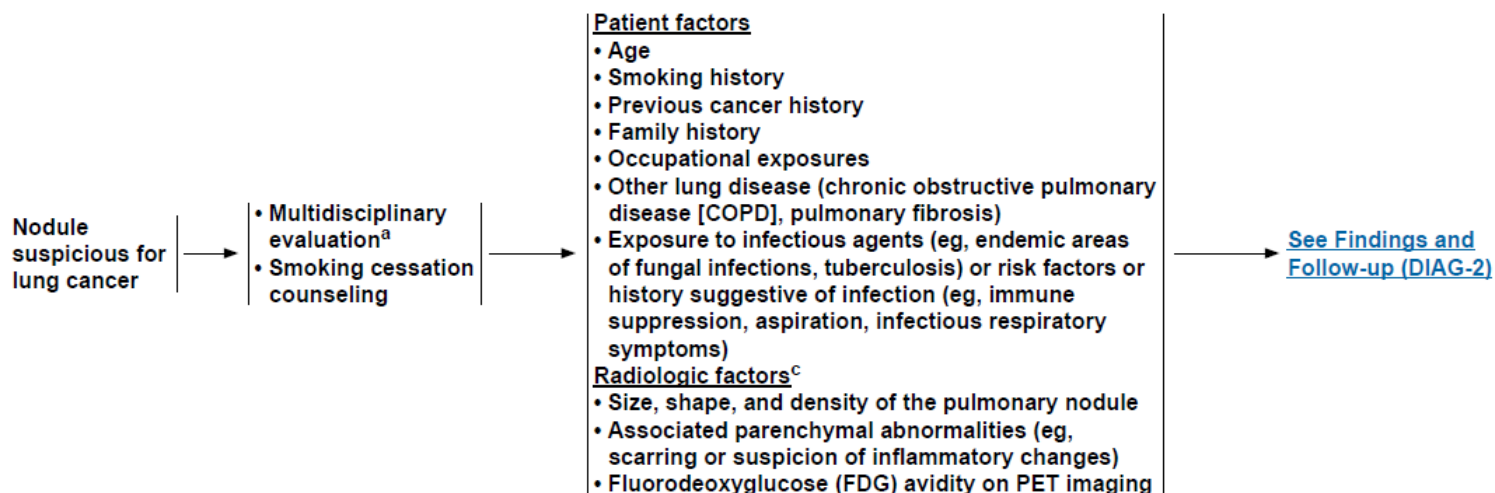 Nodule
suspicious for
lung cancer
• Multidisciplinary
evaluationᵃ
• Smoking cessation
counseling
Patient factors
• Age
• Smoking history
• Previous cancer history
• Family history
• Occupational exposures
• Other lung disease (chronic obstructive pulmonary
disease [COPD], pulmonary fibrosis)
• Exposure to infectious agents (eg, endemic areas
of fungal infections, tuberculosis) or risk factors or
history suggestive of infection (eg, immune
suppression, aspiration, infectious respiratory
symptoms)
Radiologic factorsᶜ
• Size, shape, and density of the pulmonary nodule
• Associated parenchymal abnormalities (eg,
scarring or suspicion of inflammatory changes)
• Fluorodeoxyglucose (FDG) avidity on PET imaging
See Findings and
Follow-up (DIAG-2)